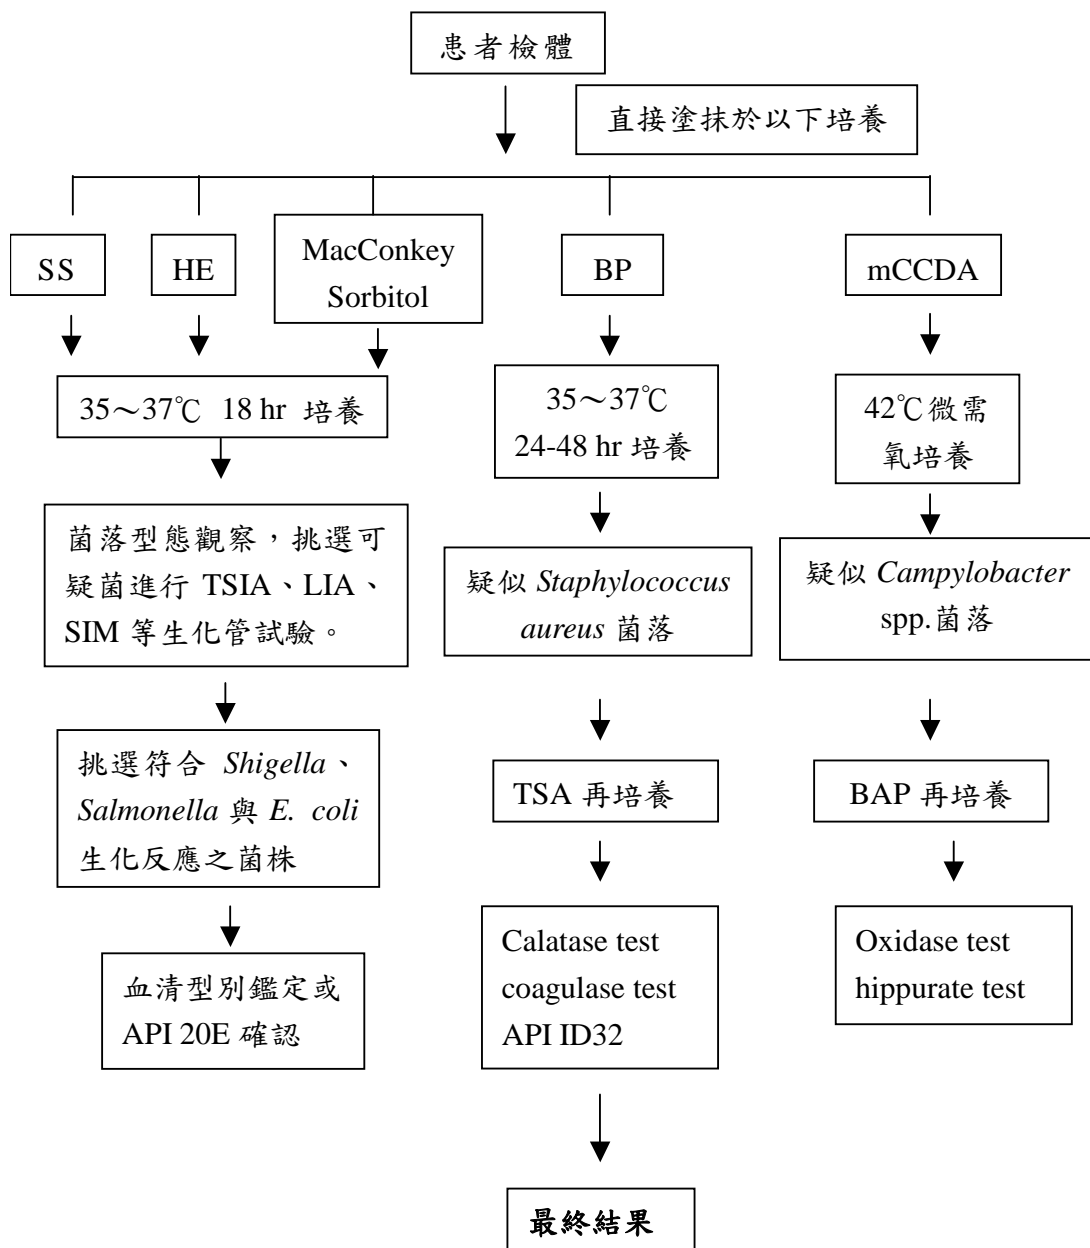 患者檢體
直接塗抹於以下培養
SS
HE
MacConkey
Sorbitol
BP
mCCDA
35～37℃ 18 hr 培養
35～37℃
24-48 hr 培養
42℃微需
氧培養
菌落型態觀察，挑選可
疑菌進行 TSIA、LIA、
SIM 等生化管試驗。
疑似 Staphylococcus
aureus 菌落
疑似 Campylobacter
spp.菌落
挑選符合 Shigella、
Salmonella 與 E. coli
生化反應之菌株
TSA 再培養
BAP 再培養
血清型別鑑定或
API 20E 確認
Calatase test
coagulase test
API ID32
Oxidase test
hippurate test
最終結果